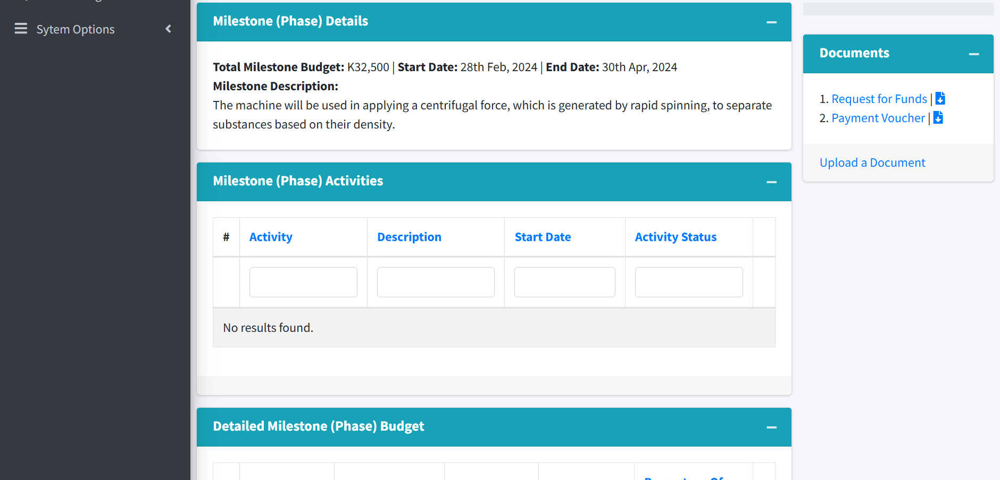 Sytem Options
Milestone (Phase) Details
Total Milestone Budget: K32,500 | Start Date: 28th Feb, 2024 | End Date: 30th Apr, 2024
Milestone Description:
The machine will be used in applying a centrifugal force, which is generated by rapid spinning, to separate
substances based on their density.
Milestone (Phase) Activities
# Activity Description Start Date Activity Status
No results found.
Detailed Milestone (Phase) Budget
Documents
1. Request for Funds |
2. Payment Voucher |
Upload a Document